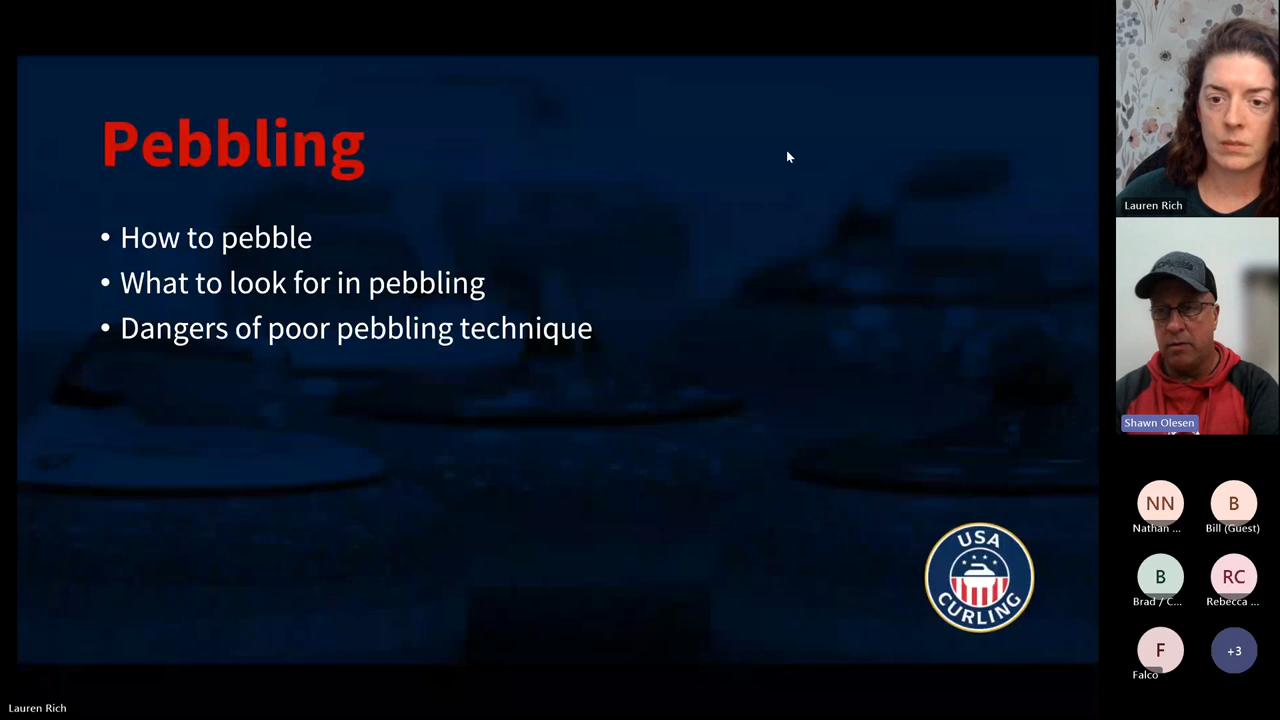 Pebbling
• How to pebble
• What to look for in pebbling
• Dangers of poor pebbling technique
USA
CURLING
Lauren Rich
Lauren Rich
Shawn Olesen
NN
Nathan ...
B
Bill (Guest)
B
Brad / C...
RC
Rebecca ...
F
Falco
+3